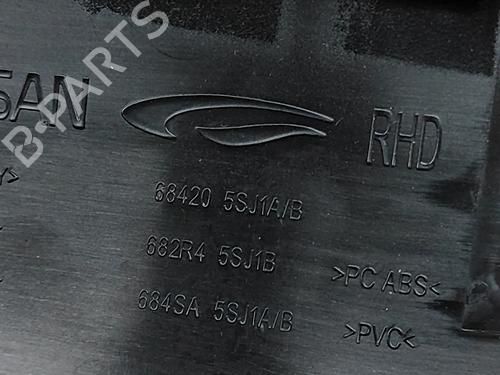 B-PARTS
SAN RHD
68420 5SJ1A/B
682R4 5SJ1B >PC ABS<
684SA 5SJ1A/B >PVC<